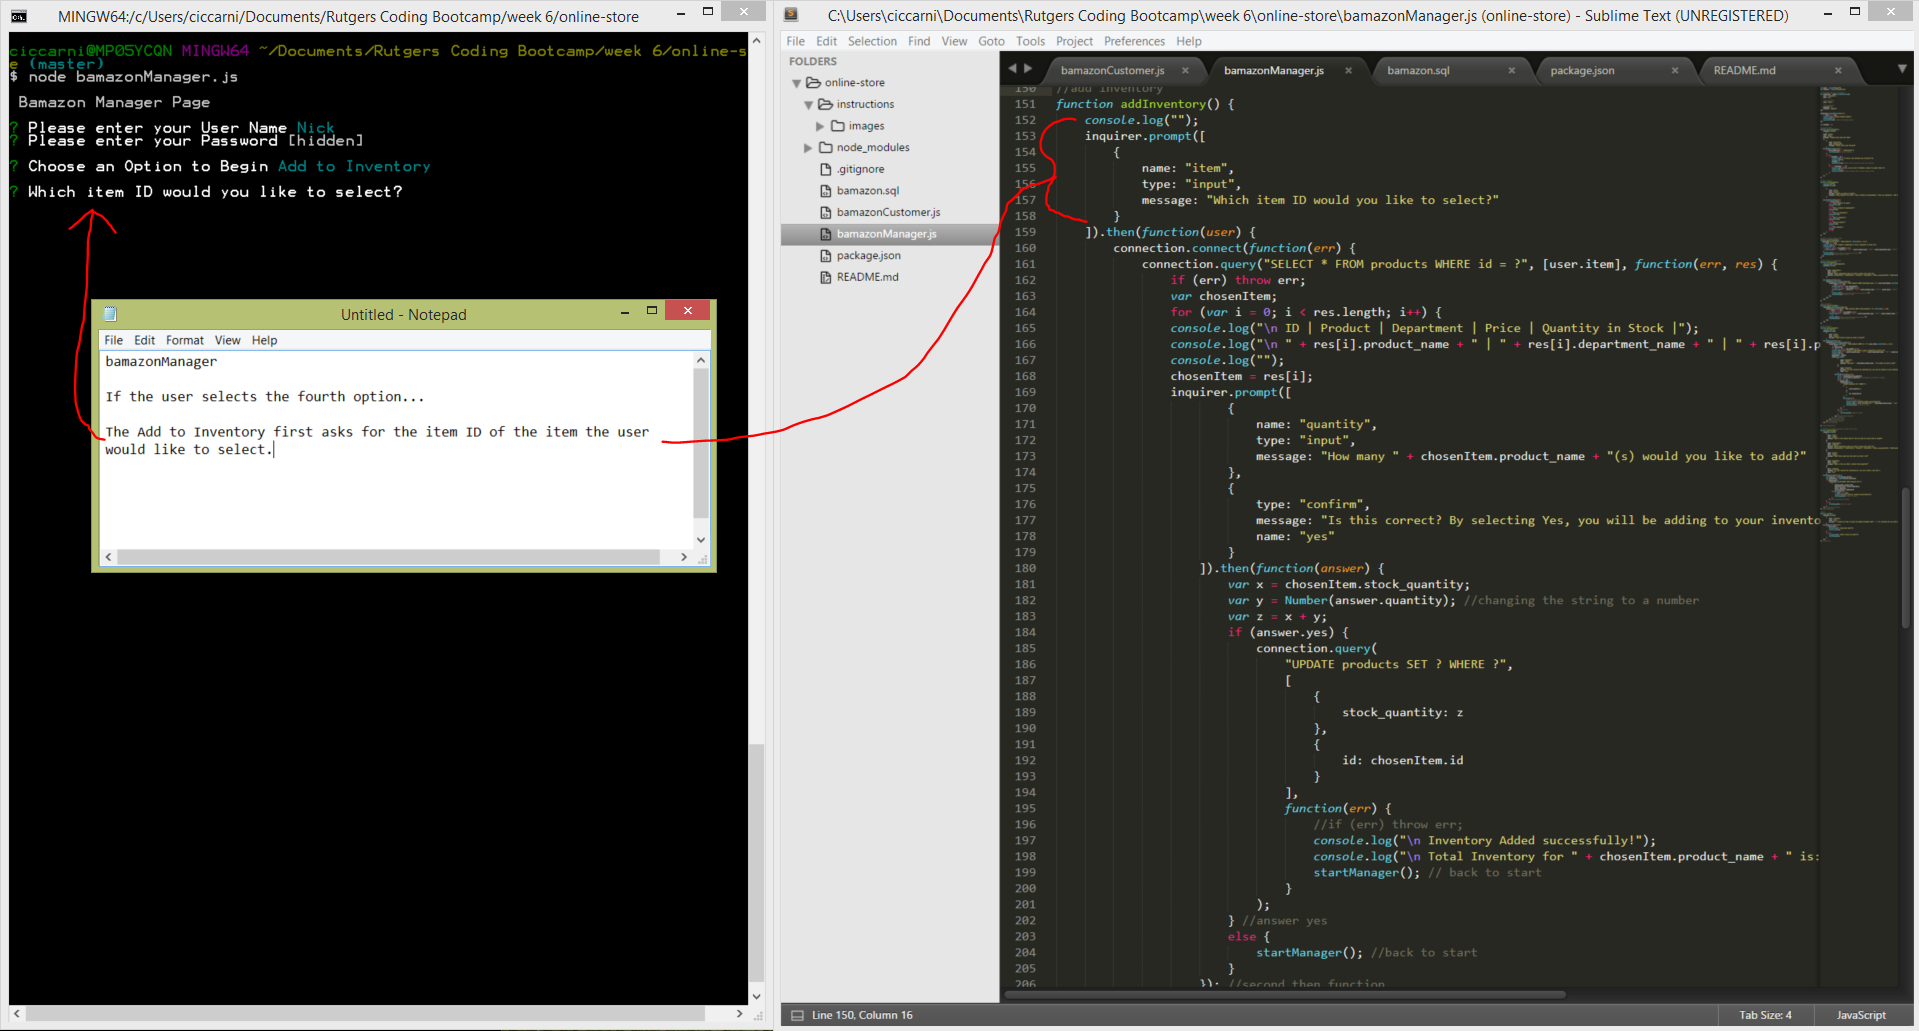 MINGW64:/c/Users/ciccarni/Documents/Rutgers Coding Bootcamp/week 6/online-store
ciccarni@MP05YCQN MINGW64 ~/Documents/Rutgers Coding Bootcamp/week 6/online-s
e (master)
$ node bamazonManager.js
Bamazon Manager Page
? Please enter your User Name Nick
? Please enter your Password [hidden]
? Choose an Option to Begin Add to Inventory
? Which item ID would you like to select?
Untitled - Notepad
File Edit Format View Help
bamazonManager
If the user selects the fourth option...
The Add to Inventory first asks for the item ID of the item the user
would like to select.
C:\Users\ciccarni\Documents\Rutgers Coding Bootcamp\week 6\online-store\bamazonManager.js (online-store) - Sublime Text (UNREGISTERED)
File Edit Selection Find View Goto Tools Project Preferences Help
FOLDERS
online-store
instructions
images
node_modules
.gitignore
bamazon.sql
bamazonCustomer.js
bamazonManager.js
package.json
README.md
bamazonCustomer.js × bamazonManager.js × bamazon.sql × package.json × README.md ×
150 //add inventory
151 function addInventory() {
152 console.log("");
153 inquirer.prompt([
154 {
155 name: "item",
156 type: "input",
157 message: "Which item ID would you like to select?"
158 }
159 ]).then(function(user) {
160 connection.connect(function(err) {
161 connection.query("SELECT * FROM products WHERE id = ?", [user.item], function(err, res) {
162 if (err) throw err;
163 var chosenItem;
164 for (var i = 0; i < res.length; i++) {
165 console.log("\n ID | Product | Department | Price | Quantity in Stock |");
166 console.log("\n " + res[i].product_name + " | " + res[i].department_name + " | " + res[i].p
167 console.log("");
168 chosenItem = res[i];
169 inquirer.prompt([
170 {
171 name: "quantity",
172 type: "input",
173 message: "How many " + chosenItem.product_name + "(s) would you like to add?"
174 },
175 {
176 type: "confirm",
177 message: "Is this correct? By selecting Yes, you will be adding to your invento
178 name: "yes"
179 }
180 ]).then(function(answer) {
181 var x = chosenItem.stock_quantity;
182 var y = Number(answer.quantity); //changing the string to a number
183 var z = x + y;
184 if (answer.yes) {
185 connection.query(
186 "UPDATE products SET ? WHERE ?",
187 [
188 {
189 stock_quantity: z
190 },
191 {
192 id: chosenItem.id
193 }
194 ],
195 function(err) {
196 //if (err) throw err;
197 console.log("\n Inventory Added successfully!");
198 console.log("\n Total Inventory for " + chosenItem.product_name + " is:
199 startManager(); // back to start
200 }
201 );
202 } //answer yes
203 else {
204 startManager(); //back to start
205 }
206 }); //second then function
Line 150, Column 16
Tab Size: 4
JavaScript